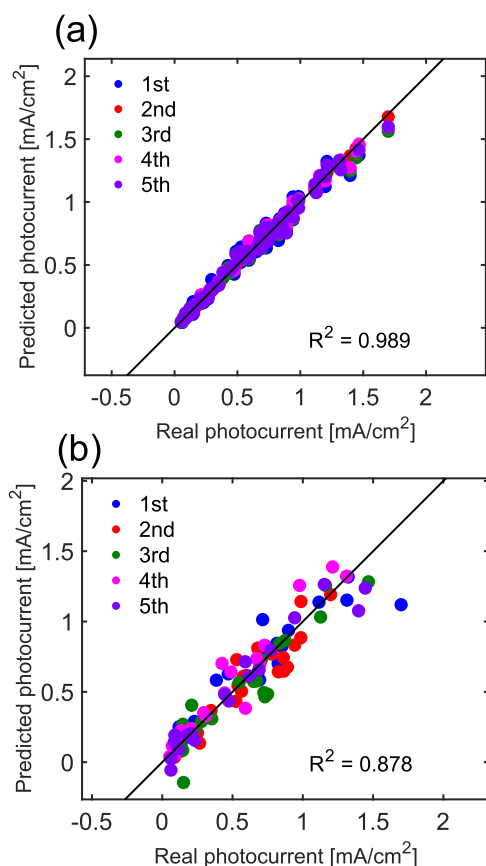 (a)
2
1.5
1
0.5
0
-0.5 0 0.5 1 1.5 2
Predicted photocurrent [mA/cm²]
Real photocurrent [mA/cm²]
1st
2nd
3rd
4th
5th
R² = 0.989
(b)
2
1.5
1
0.5
0
-0.5 0 0.5 1 1.5 2
Predicted photocurrent [mA/cm²]
Real photocurrent [mA/cm²]
1st
2nd
3rd
4th
5th
R² = 0.878